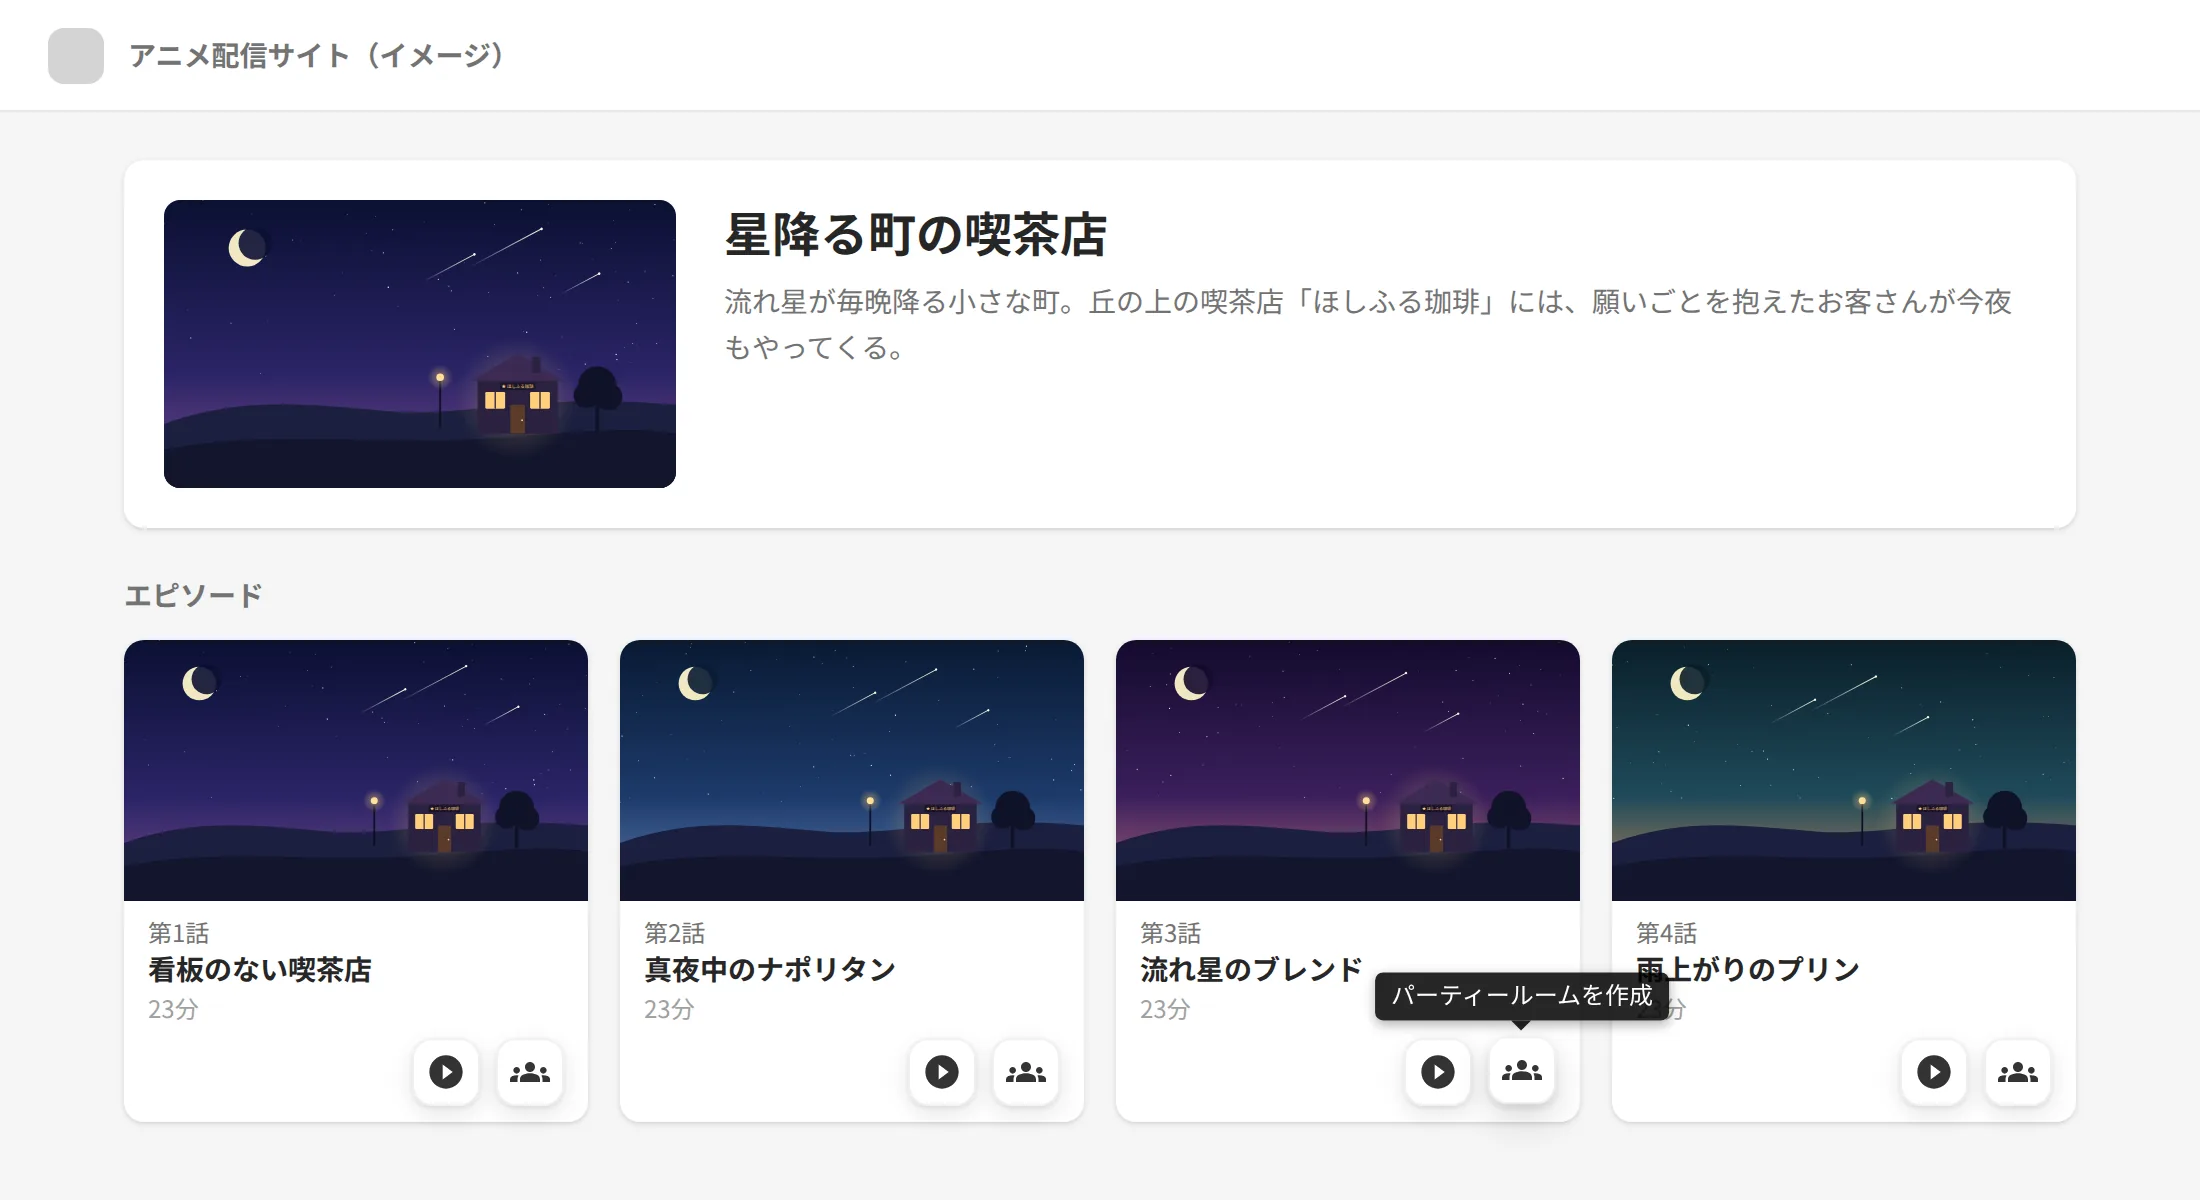 アニメ配信サイト（イメージ）
星降る町の喫茶店
流れ星が毎晩降る小さな町。丘の上の喫茶店「ほしふる珈琲」には、願いごとを抱えたお客さんが今夜
もやってくる。
エピソード
第1話
看板のない喫茶店
23分
第2話
真夜中のナポリタン
23分
第3話
流れ星のブレンド
23分
パーティールームを作成
第4話
雨上がりのプリン
23分